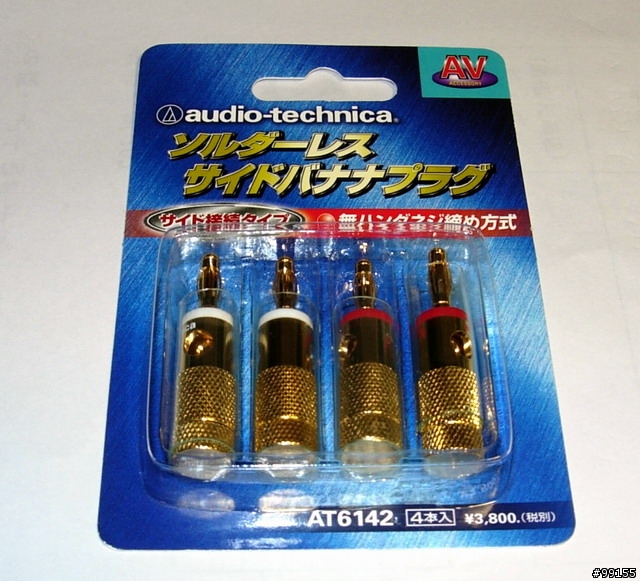 AV
ACCESSORY
audio-technica®
ソルダーレス
サイドバナナプラグ
サイド接続タイプ
無ハンダネジ締め方式
ca
AT6142 4本入 ¥3,800.(税別)
#99155